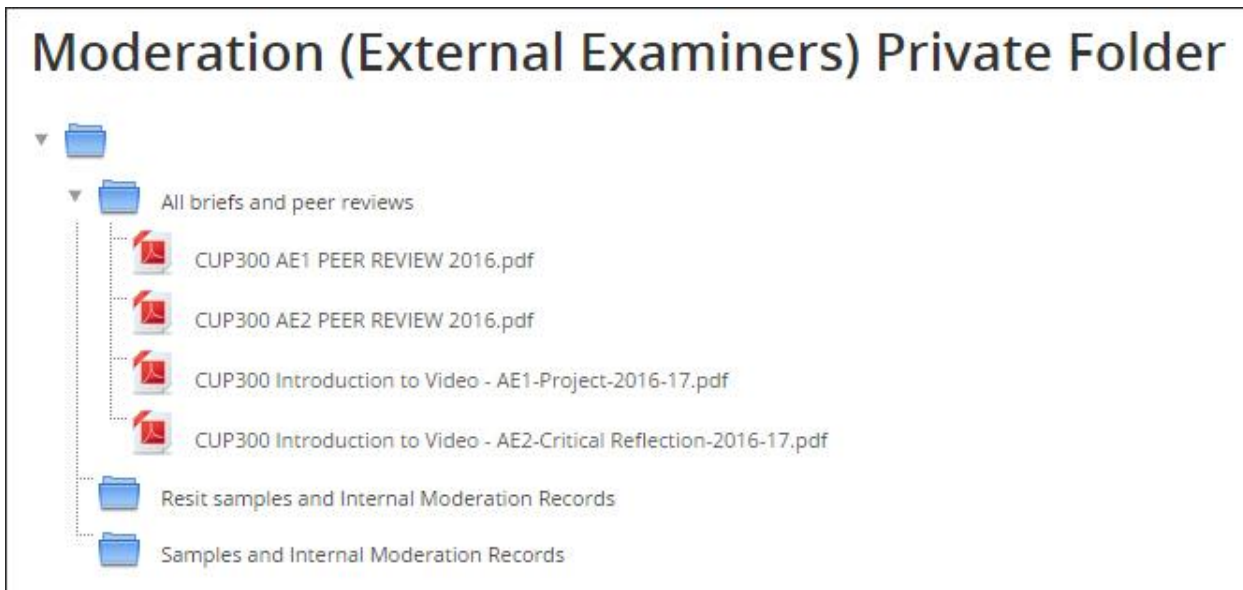 Moderation (External Examiners) Private Folder
All briefs and peer reviews
CUP300 AE1 PEER REVIEW 2016.pdf
CUP300 AE2 PEER REVIEW 2016.pdf
CUP300 Introduction to Video - AE1-Project-2016-17.pdf
CUP300 Introduction to Video - AE2-Critical Reflection-2016-17.pdf
Resit samples and Internal Moderation Records
Samples and Internal Moderation Records